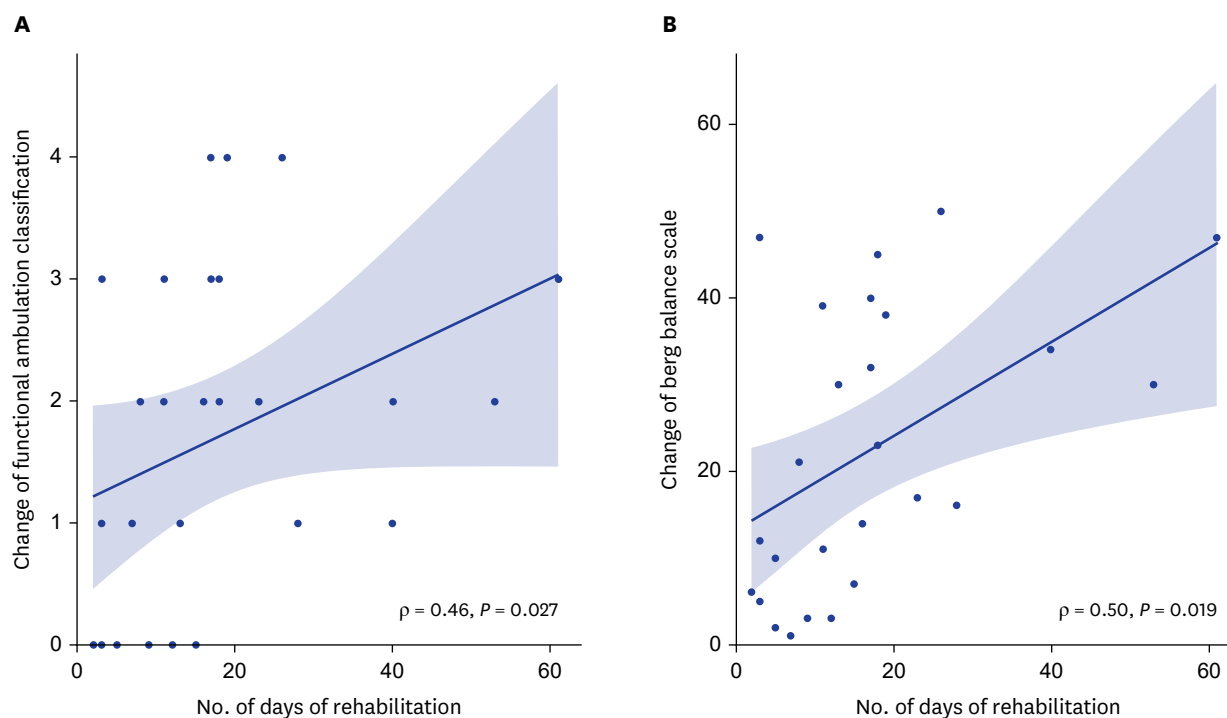 A
Change of functional ambulation classification
4
3
2
1
0
ρ = 0.46, P = 0.027
0 20 40 60
No. of days of rehabilitation
B
Change of berg balance scale
60
40
20
0
ρ = 0.50, P = 0.019
0 20 40 60
No. of days of rehabilitation